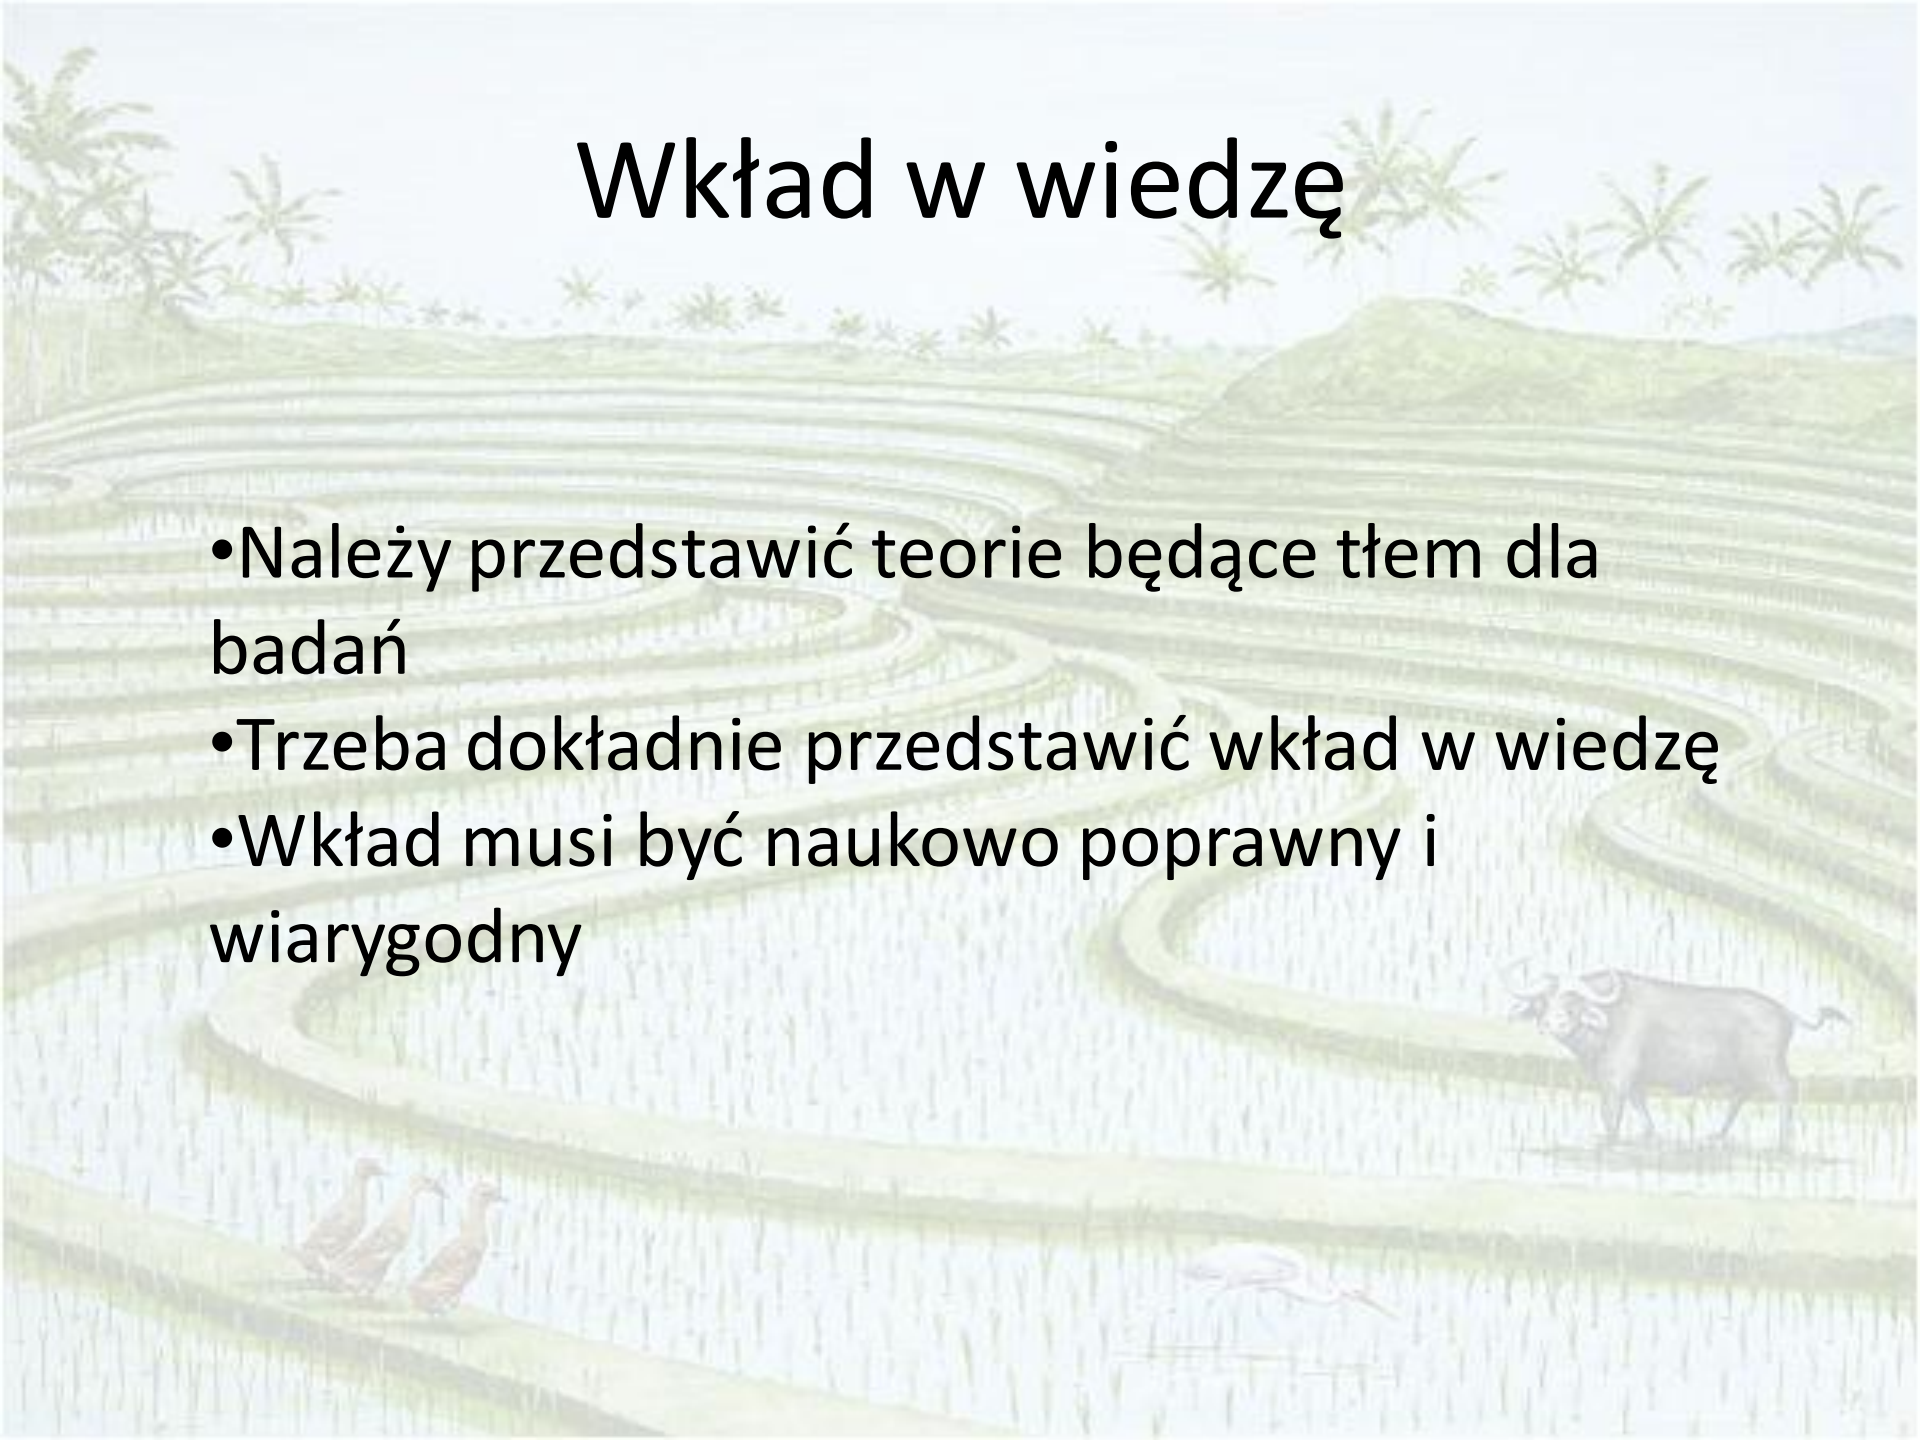 Wkład w wiedzę
•Należy przedstawić teorie będące tłem dla
badań
•Trzeba dokładnie przedstawić wkład w wiedzę
•Wkład musi być naukowo poprawny i
wiarygodny